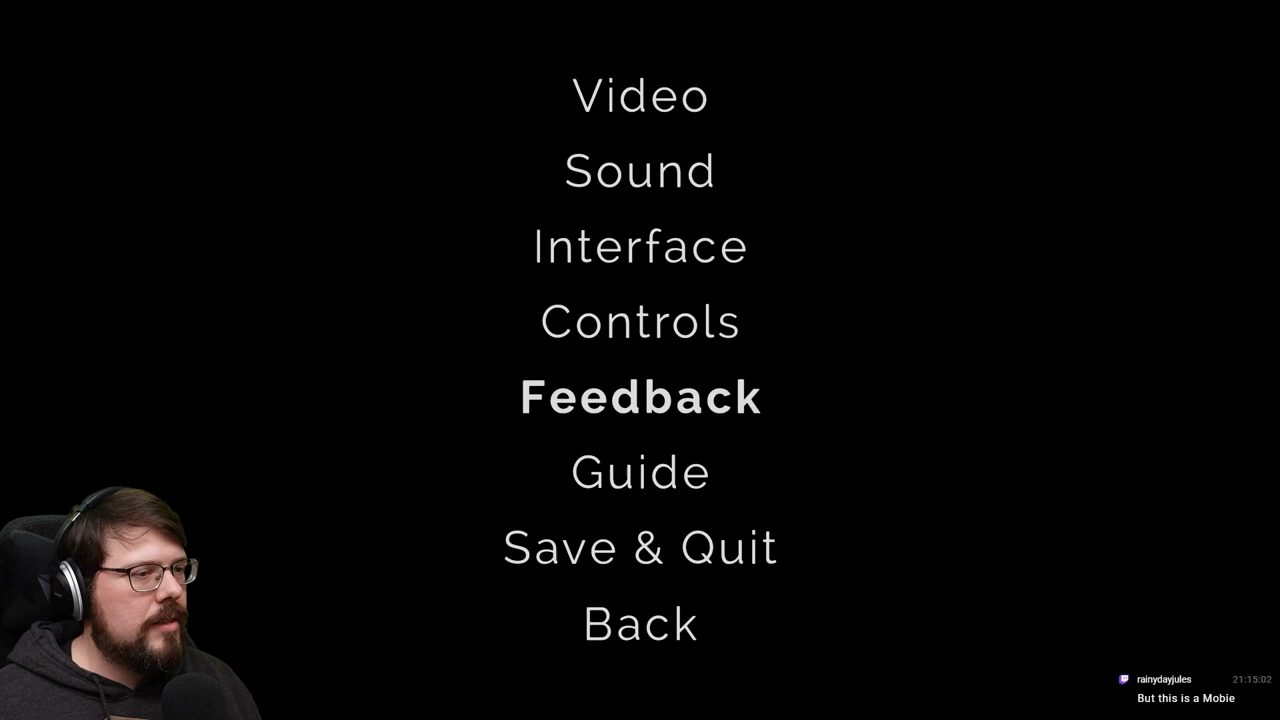 Video
Sound
Interface
Controls
Feedback
Guide
Save & Quit
Back
rainydayjules 21:15:02
But this is a Mobie